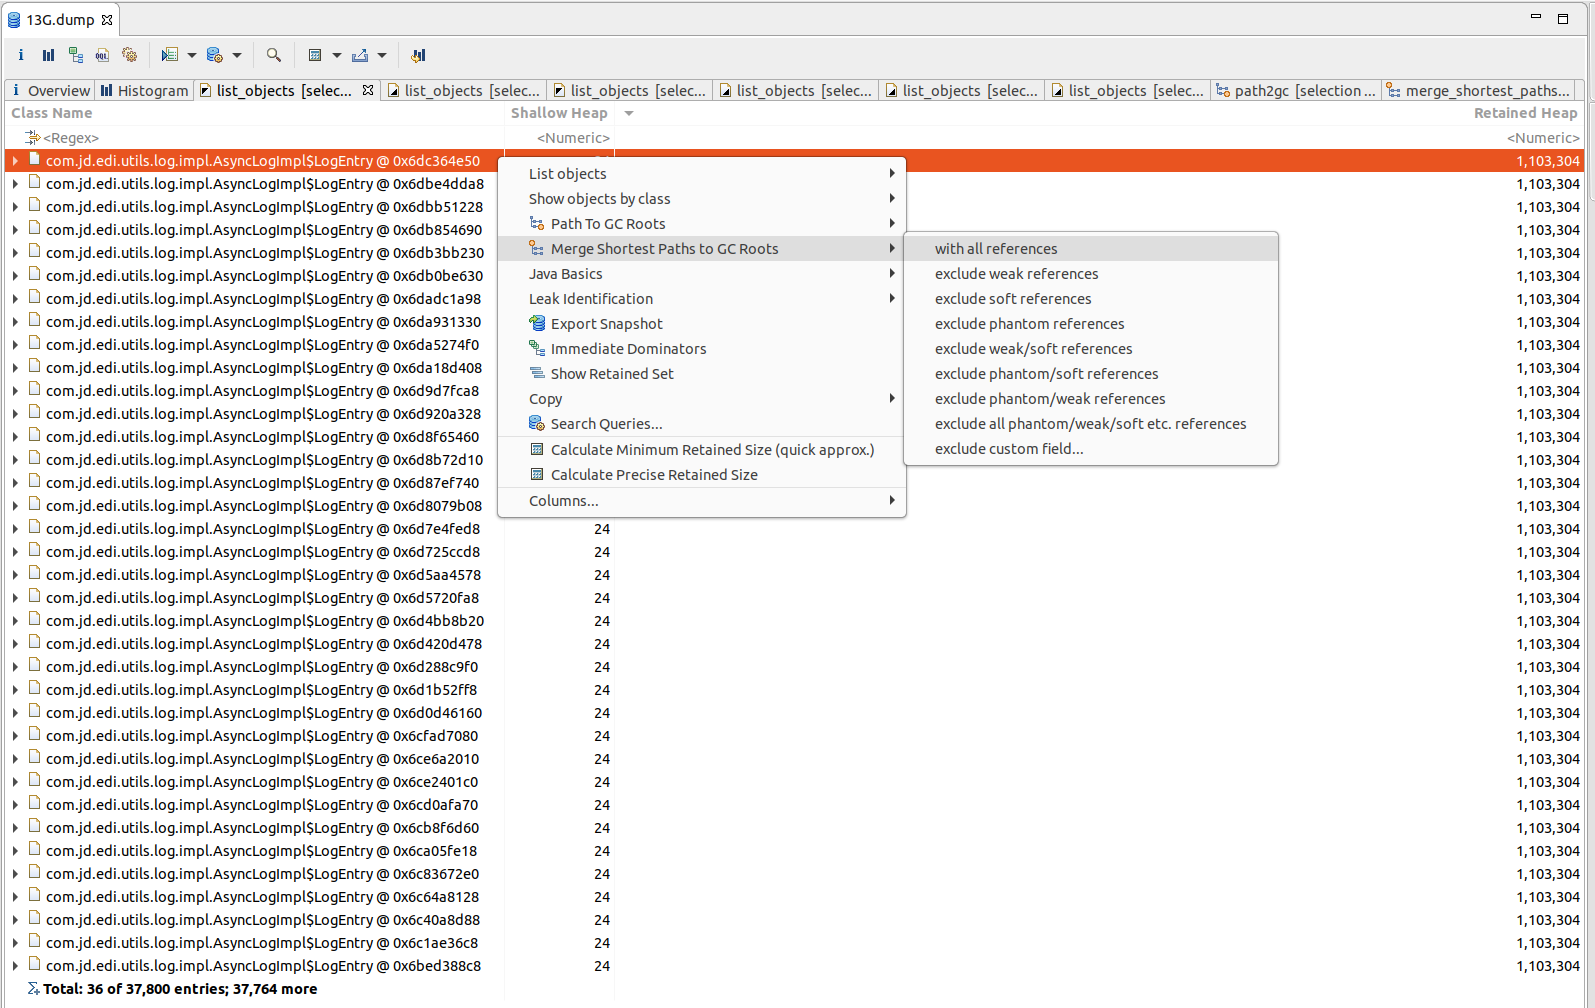 13G.dump
Overview
Histogram
list_objects [selec...
list_objects [selec...
list_objects [selec...
list_objects [selec...
list_objects [selec...
list_objects [selec...
path2gc [selection ...
merge_shortest_paths...
Class Name Shallow Heap Retained Heap
<Regex> <Numeric> <Numeric>
com.jd.edi.utils.log.impl.AsyncLogImpl$LogEntry @ 0x6dc364e50 1,103,304
com.jd.edi.utils.log.impl.AsyncLogImpl$LogEntry @ 0x6dbe4dda8 1,103,304
com.jd.edi.utils.log.impl.AsyncLogImpl$LogEntry @ 0x6dbb51228 1,103,304
com.jd.edi.utils.log.impl.AsyncLogImpl$LogEntry @ 0x6db854690 1,103,304
com.jd.edi.utils.log.impl.AsyncLogImpl$LogEntry @ 0x6db3bb230 1,103,304
com.jd.edi.utils.log.impl.AsyncLogImpl$LogEntry @ 0x6db0be630 1,103,304
com.jd.edi.utils.log.impl.AsyncLogImpl$LogEntry @ 0x6dadc1a98 1,103,304
com.jd.edi.utils.log.impl.AsyncLogImpl$LogEntry @ 0x6da931330 1,103,304
com.jd.edi.utils.log.impl.AsyncLogImpl$LogEntry @ 0x6da5274f0 1,103,304
com.jd.edi.utils.log.impl.AsyncLogImpl$LogEntry @ 0x6da18d408 1,103,304
com.jd.edi.utils.log.impl.AsyncLogImpl$LogEntry @ 0x6d9d7fca8 1,103,304
com.jd.edi.utils.log.impl.AsyncLogImpl$LogEntry @ 0x6d920a328 1,103,304
com.jd.edi.utils.log.impl.AsyncLogImpl$LogEntry @ 0x6d8f65460 1,103,304
com.jd.edi.utils.log.impl.AsyncLogImpl$LogEntry @ 0x6d8b72d10 1,103,304
com.jd.edi.utils.log.impl.AsyncLogImpl$LogEntry @ 0x6d87ef740 1,103,304
com.jd.edi.utils.log.impl.AsyncLogImpl$LogEntry @ 0x6d8079b08 1,103,304
com.jd.edi.utils.log.impl.AsyncLogImpl$LogEntry @ 0x6d7e4fed8 24 1,103,304
com.jd.edi.utils.log.impl.AsyncLogImpl$LogEntry @ 0x6d725ccd8 24 1,103,304
com.jd.edi.utils.log.impl.AsyncLogImpl$LogEntry @ 0x6d5aa4578 24 1,103,304
com.jd.edi.utils.log.impl.AsyncLogImpl$LogEntry @ 0x6d5720fa8 24 1,103,304
com.jd.edi.utils.log.impl.AsyncLogImpl$LogEntry @ 0x6d4bb8b20 24 1,103,304
com.jd.edi.utils.log.impl.AsyncLogImpl$LogEntry @ 0x6d420d478 24 1,103,304
com.jd.edi.utils.log.impl.AsyncLogImpl$LogEntry @ 0x6d288c9f0 24 1,103,304
com.jd.edi.utils.log.impl.AsyncLogImpl$LogEntry @ 0x6d1b52ff8 24 1,103,304
com.jd.edi.utils.log.impl.AsyncLogImpl$LogEntry @ 0x6d0d46160 24 1,103,304
com.jd.edi.utils.log.impl.AsyncLogImpl$LogEntry @ 0x6cfad7080 24 1,103,304
com.jd.edi.utils.log.impl.AsyncLogImpl$LogEntry @ 0x6ce6a2010 24 1,103,304
com.jd.edi.utils.log.impl.AsyncLogImpl$LogEntry @ 0x6ce2401c0 24 1,103,304
com.jd.edi.utils.log.impl.AsyncLogImpl$LogEntry @ 0x6cd0afa70 24 1,103,304
com.jd.edi.utils.log.impl.AsyncLogImpl$LogEntry @ 0x6cb8f6d60 24 1,103,304
com.jd.edi.utils.log.impl.AsyncLogImpl$LogEntry @ 0x6ca05fe18 24 1,103,304
com.jd.edi.utils.log.impl.AsyncLogImpl$LogEntry @ 0x6c83672e0 24 1,103,304
com.jd.edi.utils.log.impl.AsyncLogImpl$LogEntry @ 0x6c64a8128 24 1,103,304
com.jd.edi.utils.log.impl.AsyncLogImpl$LogEntry @ 0x6c40a8d88 24 1,103,304
com.jd.edi.utils.log.impl.AsyncLogImpl$LogEntry @ 0x6c1ae36c8 24 1,103,304
com.jd.edi.utils.log.impl.AsyncLogImpl$LogEntry @ 0x6bed388c8 24 1,103,304
Total: 36 of 37,800 entries; 37,764 more
List objects
Show objects by class
Path To GC Roots
Merge Shortest Paths to GC Roots
Java Basics
Leak Identification
Export Snapshot
Immediate Dominators
Show Retained Set
Copy
Search Queries...
Calculate Minimum Retained Size (quick approx.)
Calculate Precise Retained Size
Columns...
with all references
exclude weak references
exclude soft references
exclude phantom references
exclude weak/soft references
exclude phantom/soft references
exclude phantom/weak references
exclude all phantom/weak/soft etc. references
exclude custom field...